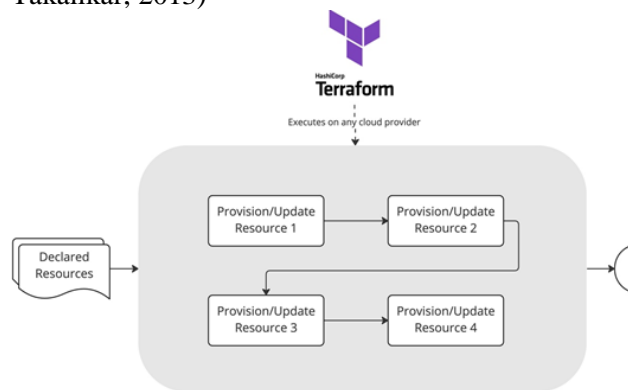 2015)
HashiCorp
Terraform
Executes on any cloud provider
Provision/Update
Resource 1
Provision/Update
Resource 2
Declared
Resources
Provision/Update
Resource 3
Provision/Update
Resource 4